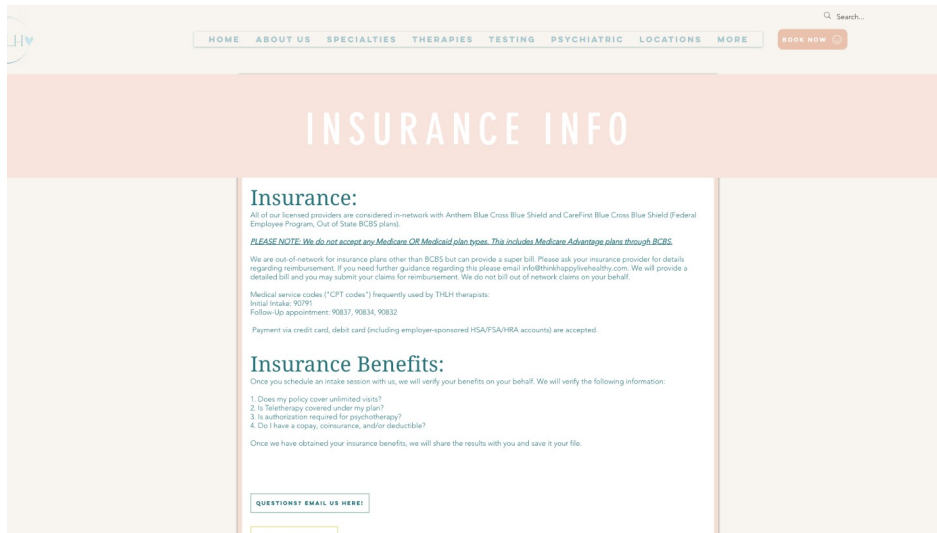 Search...
LH
HOME ABOUT US SPECIALTIES THERAPIES TESTING PSYCHIATRIC LOCATIONS MORE
BOOK NOW
INSURANCE INFO
Insurance:
All of our licensed providers are considered in-network with Anthem Blue Cross Blue Shield and CareFirst Blue Cross Blue Shield (Federal
Employee Program, Out of State BCBS plans).
PLEASE NOTE: We do not accept any Medicare OR Medicaid plan types. This includes Medicare Advantage plans through BCBS.
We are out-of-network for insurance plans other than BCBS but can provide a super bill. Please ask your insurance provider for details
regarding reimbursement. If you need further guidance regarding this please email info@thinkhappylivehealthy.com. We will provide a
detailed bill and you may submit your claims for reimbursement. We do not bill out of network claims on your behalf.
Medical service codes ("CPT codes") frequently used by THLH therapists:
Initial Intake: 90791
Follow-Up appointment: 90837, 90834, 90832
Payment via credit card, debit card (including employer-sponsored HSA/FSA/HRA accounts) are accepted.
Insurance Benefits:
Once you schedule an intake session with us, we will verify your benefits on your behalf. We will verify the following information:
1. Does my policy cover unlimited visits?
2. Is Teletherapy covered under my plan?
3. Is authorization required for psychotherapy?
4. Do I have a copay, coinsurance, and/or deductible?
Once we have obtained your insurance benefits, we will share the results with you and save it your file.
QUESTIONS? EMAIL US HERE!